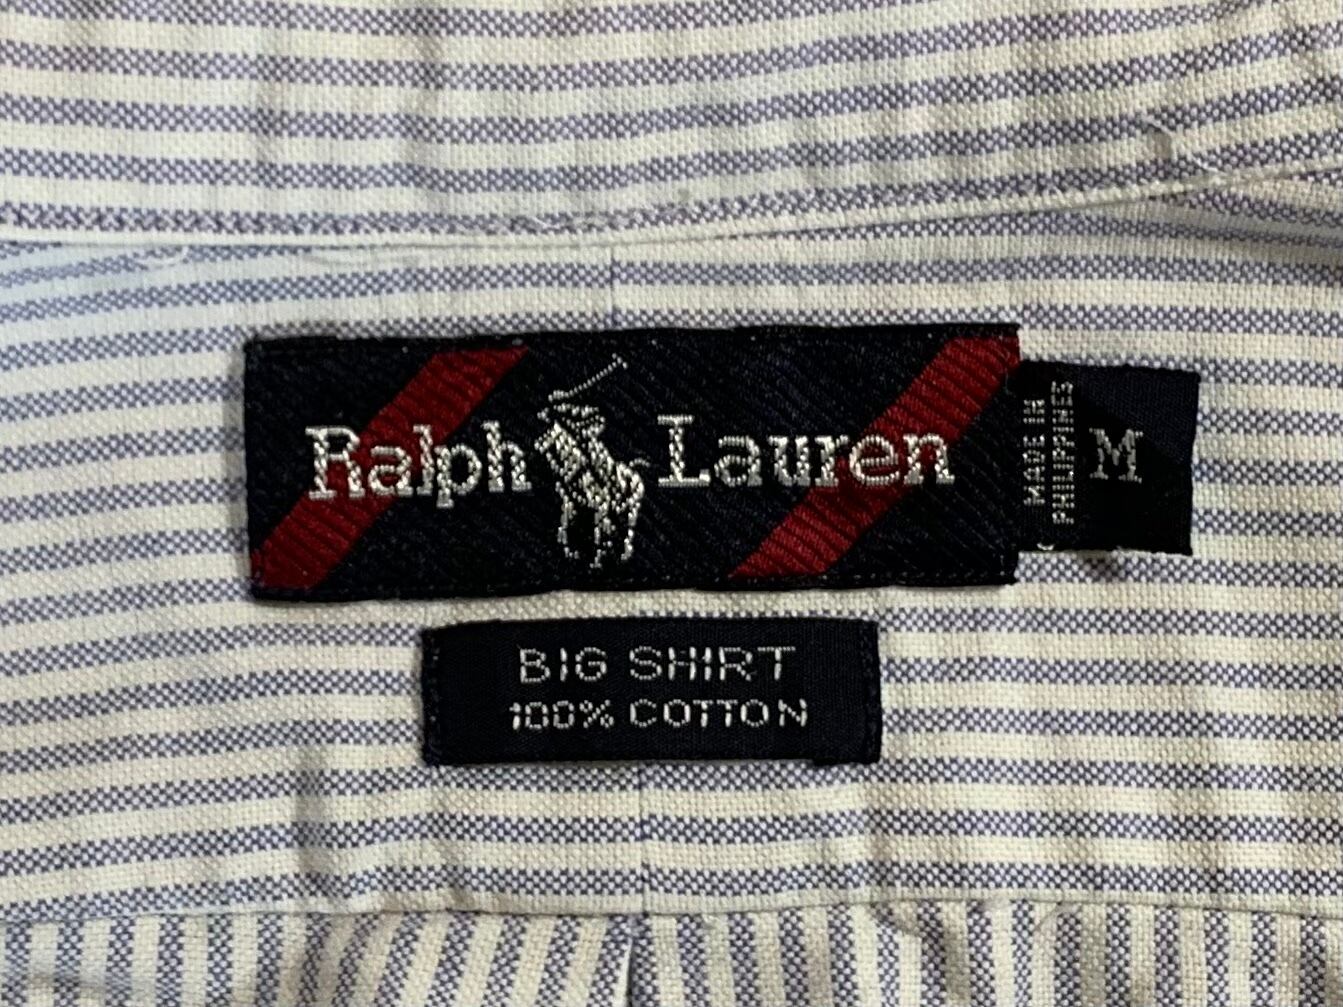 Ralph Lauren
MADE IN
PHILIPPINES
M
BIG SHIRT
100% COTTON